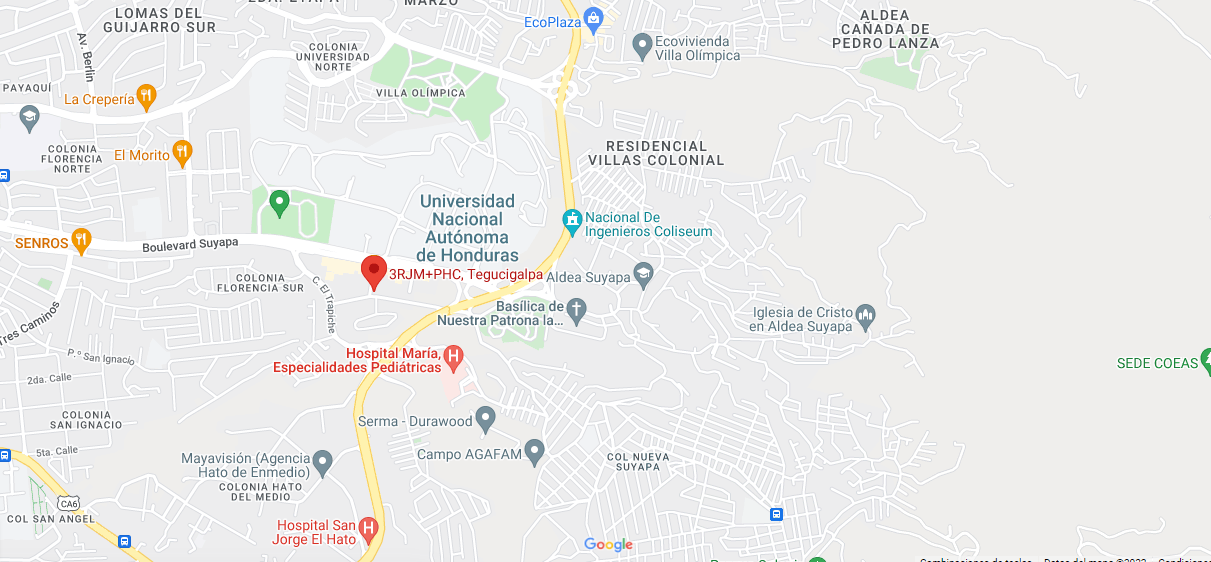 LOMAS DEL
GUIJARRO SUR
MARZO
EcoPlaza
ALDEA
CAÑADA DE
PEDRO LANZA
Av. Berlin
COLONIA
UNIVERSIDAD
NORTE
Ecovivienda
Villa Olímpica
PAYAQUÍ
La Crepería
VILLA OLÍMPICA
COLONIA
FLORENCIA
NORTE
El Morito
RESIDENCIAL
VILLAS COLONIAL
Universidad
Nacional
Autónoma
de Honduras
Nacional De
Ingenieros Coliseum
SENROS
Boulevard Suyapa
COLONIA
FLORENCIA SUR
3RJM+PHC, Tegucigalpa
Aldea Suyapa
C. El Trapiche
Basílica de
Nuestra Patrona la...
Iglesia de Cristo
en Aldea Suyapa
Tres Caminos
P.º San Ignacio
Hospital María,
Especialidades Pediátricas
SEDE COEAS
2da. Calle
COLONIA
SAN IGNACIO
Serma - Durawood
5ta. Calle
Campo AGAFAM
COL NUEVA
SUYAPA
Mayavisión (Agencia
Hato de Enmedio)
COLONIA HATO
DEL MEDIO
CA6
COL SAN ANGEL
Hospital San
Jorge El Hato
Google